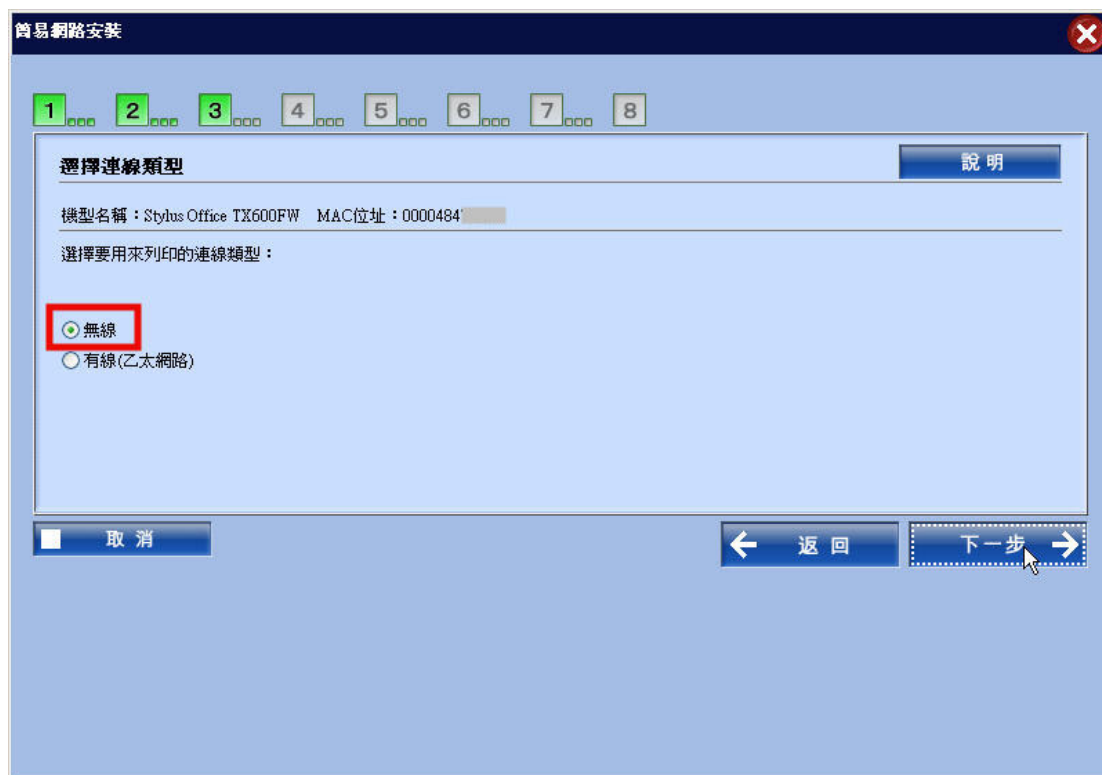 簡易網路安裝
1 2 3 4 5 6 7 8
選擇連線類型
說明
機型名稱：Stylus Office TX600FW MAC位址：0000484
選擇要用來列印的連線類型：
無線
有線(乙太網路)
取消
返回
下一步